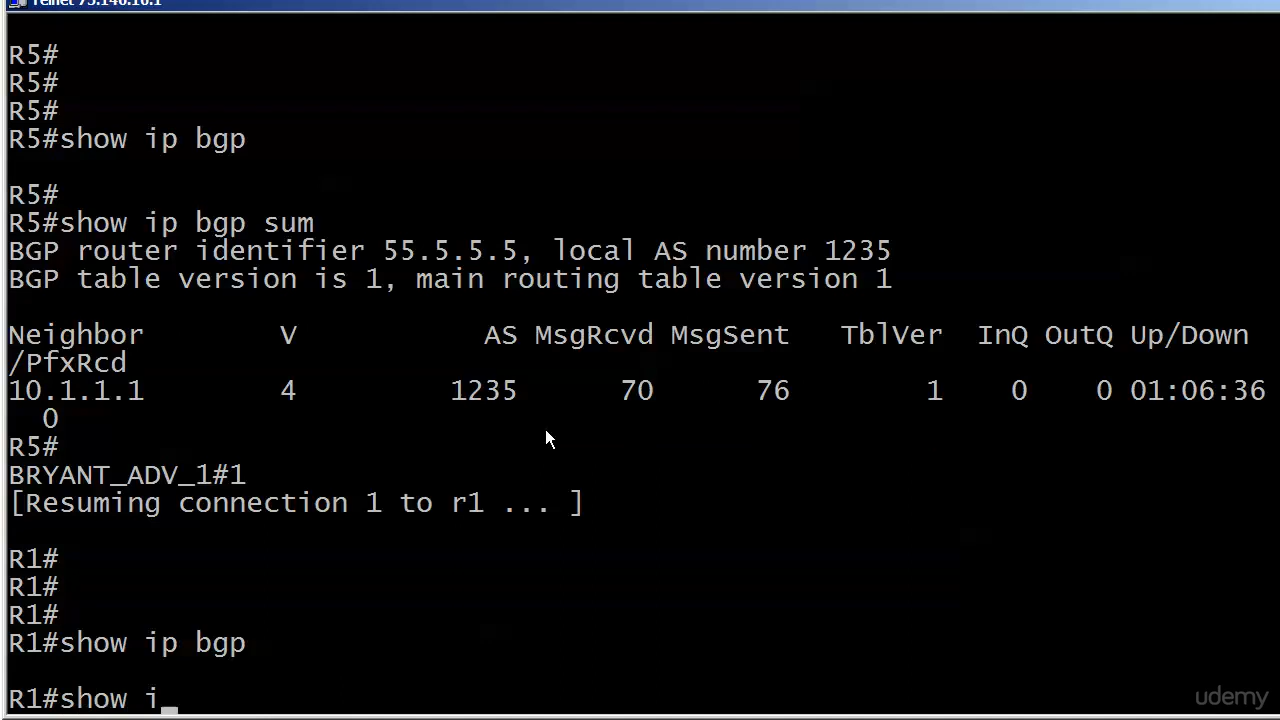 Telnet 75.146.16.1
R5#
R5#
R5#
R5#show ip bgp
R5#
R5#show ip bgp sum
BGP router identifier 55.5.5.5, local AS number 1235
BGP table version is 1, main routing table version 1
Neighbor V AS MsgRcvd MsgSent TblVer InQ OutQ Up/Down
/PfxRcd
10.1.1.1 4 1235 70 76 1 0 0 01:06:36
0
R5#
BRYANT_ADV_1#1
[Resuming connection 1 to r1 ... ]
R1#
R1#
R1#
R1#show ip bgp
R1#show i_
udemy